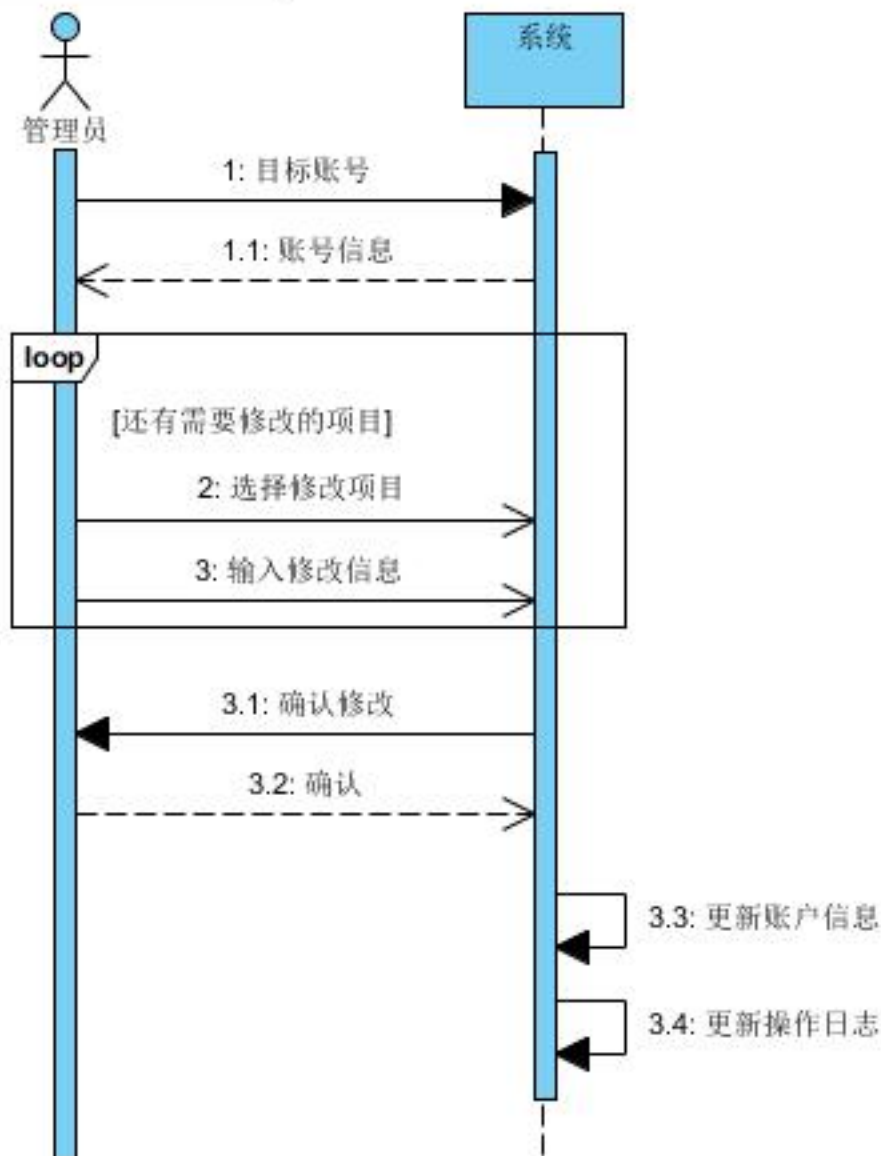 系统
管理员
1: 目标账号
1.1: 账号信息
loop
[还有需要修改的项目]
2: 选择修改项目
3: 输入修改信息
3.1: 确认修改
3.2: 确认
3.3: 更新账户信息
3.4: 更新操作日志